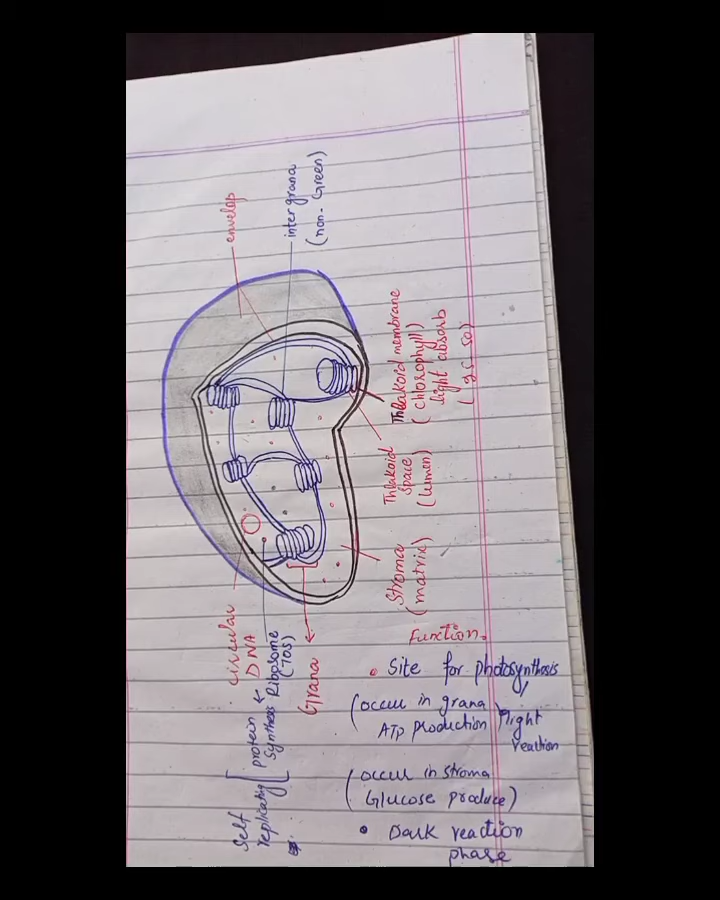 envelop
inter grana
(non-Green)
Thlakoid membrane
(chlorophyll)
light absorb
Thlakoid
space
(lumen)
Stroma
(matrix)
circular
DNA
Ribosome
(70S)
Grana
protein
synthesis
Self
replicating
Function.
• Site for photosynthesis
(occur in grana
ATP production)
light
reaction
(occur in stroma
Glucose produce)
• Dark reaction
phase